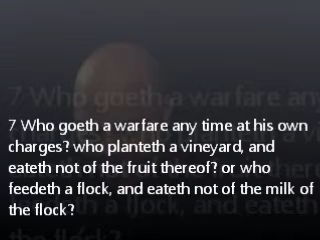 7 Who goeth a warfare any time at his own
charges? who planteth a vineyard, and
eateth not of the fruit thereof? or who
feedeth a flock, and eateth not of the milk of
the flock?